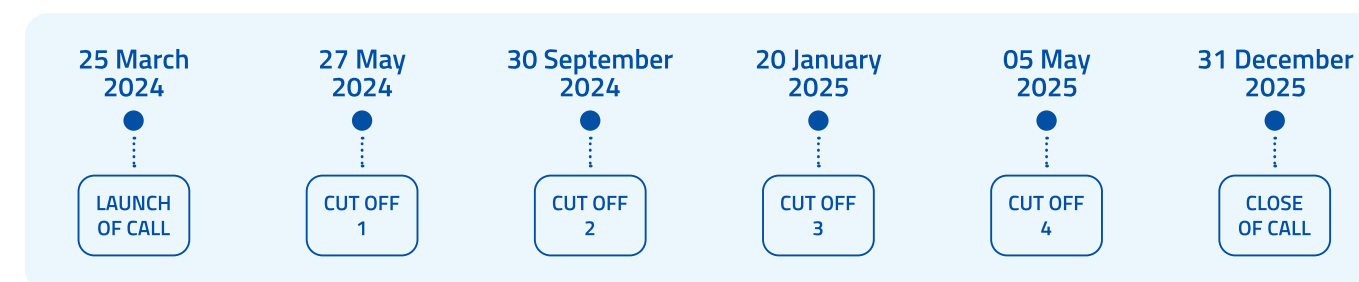 25 March
2024
27 May
2024
30 September
2024
20 January
2025
05 May
2025
31 December
2025
LAUNCH
OF CALL
CUT OFF
1
CUT OFF
2
CUT OFF
3
CUT OFF
4
CLOSE
OF CALL